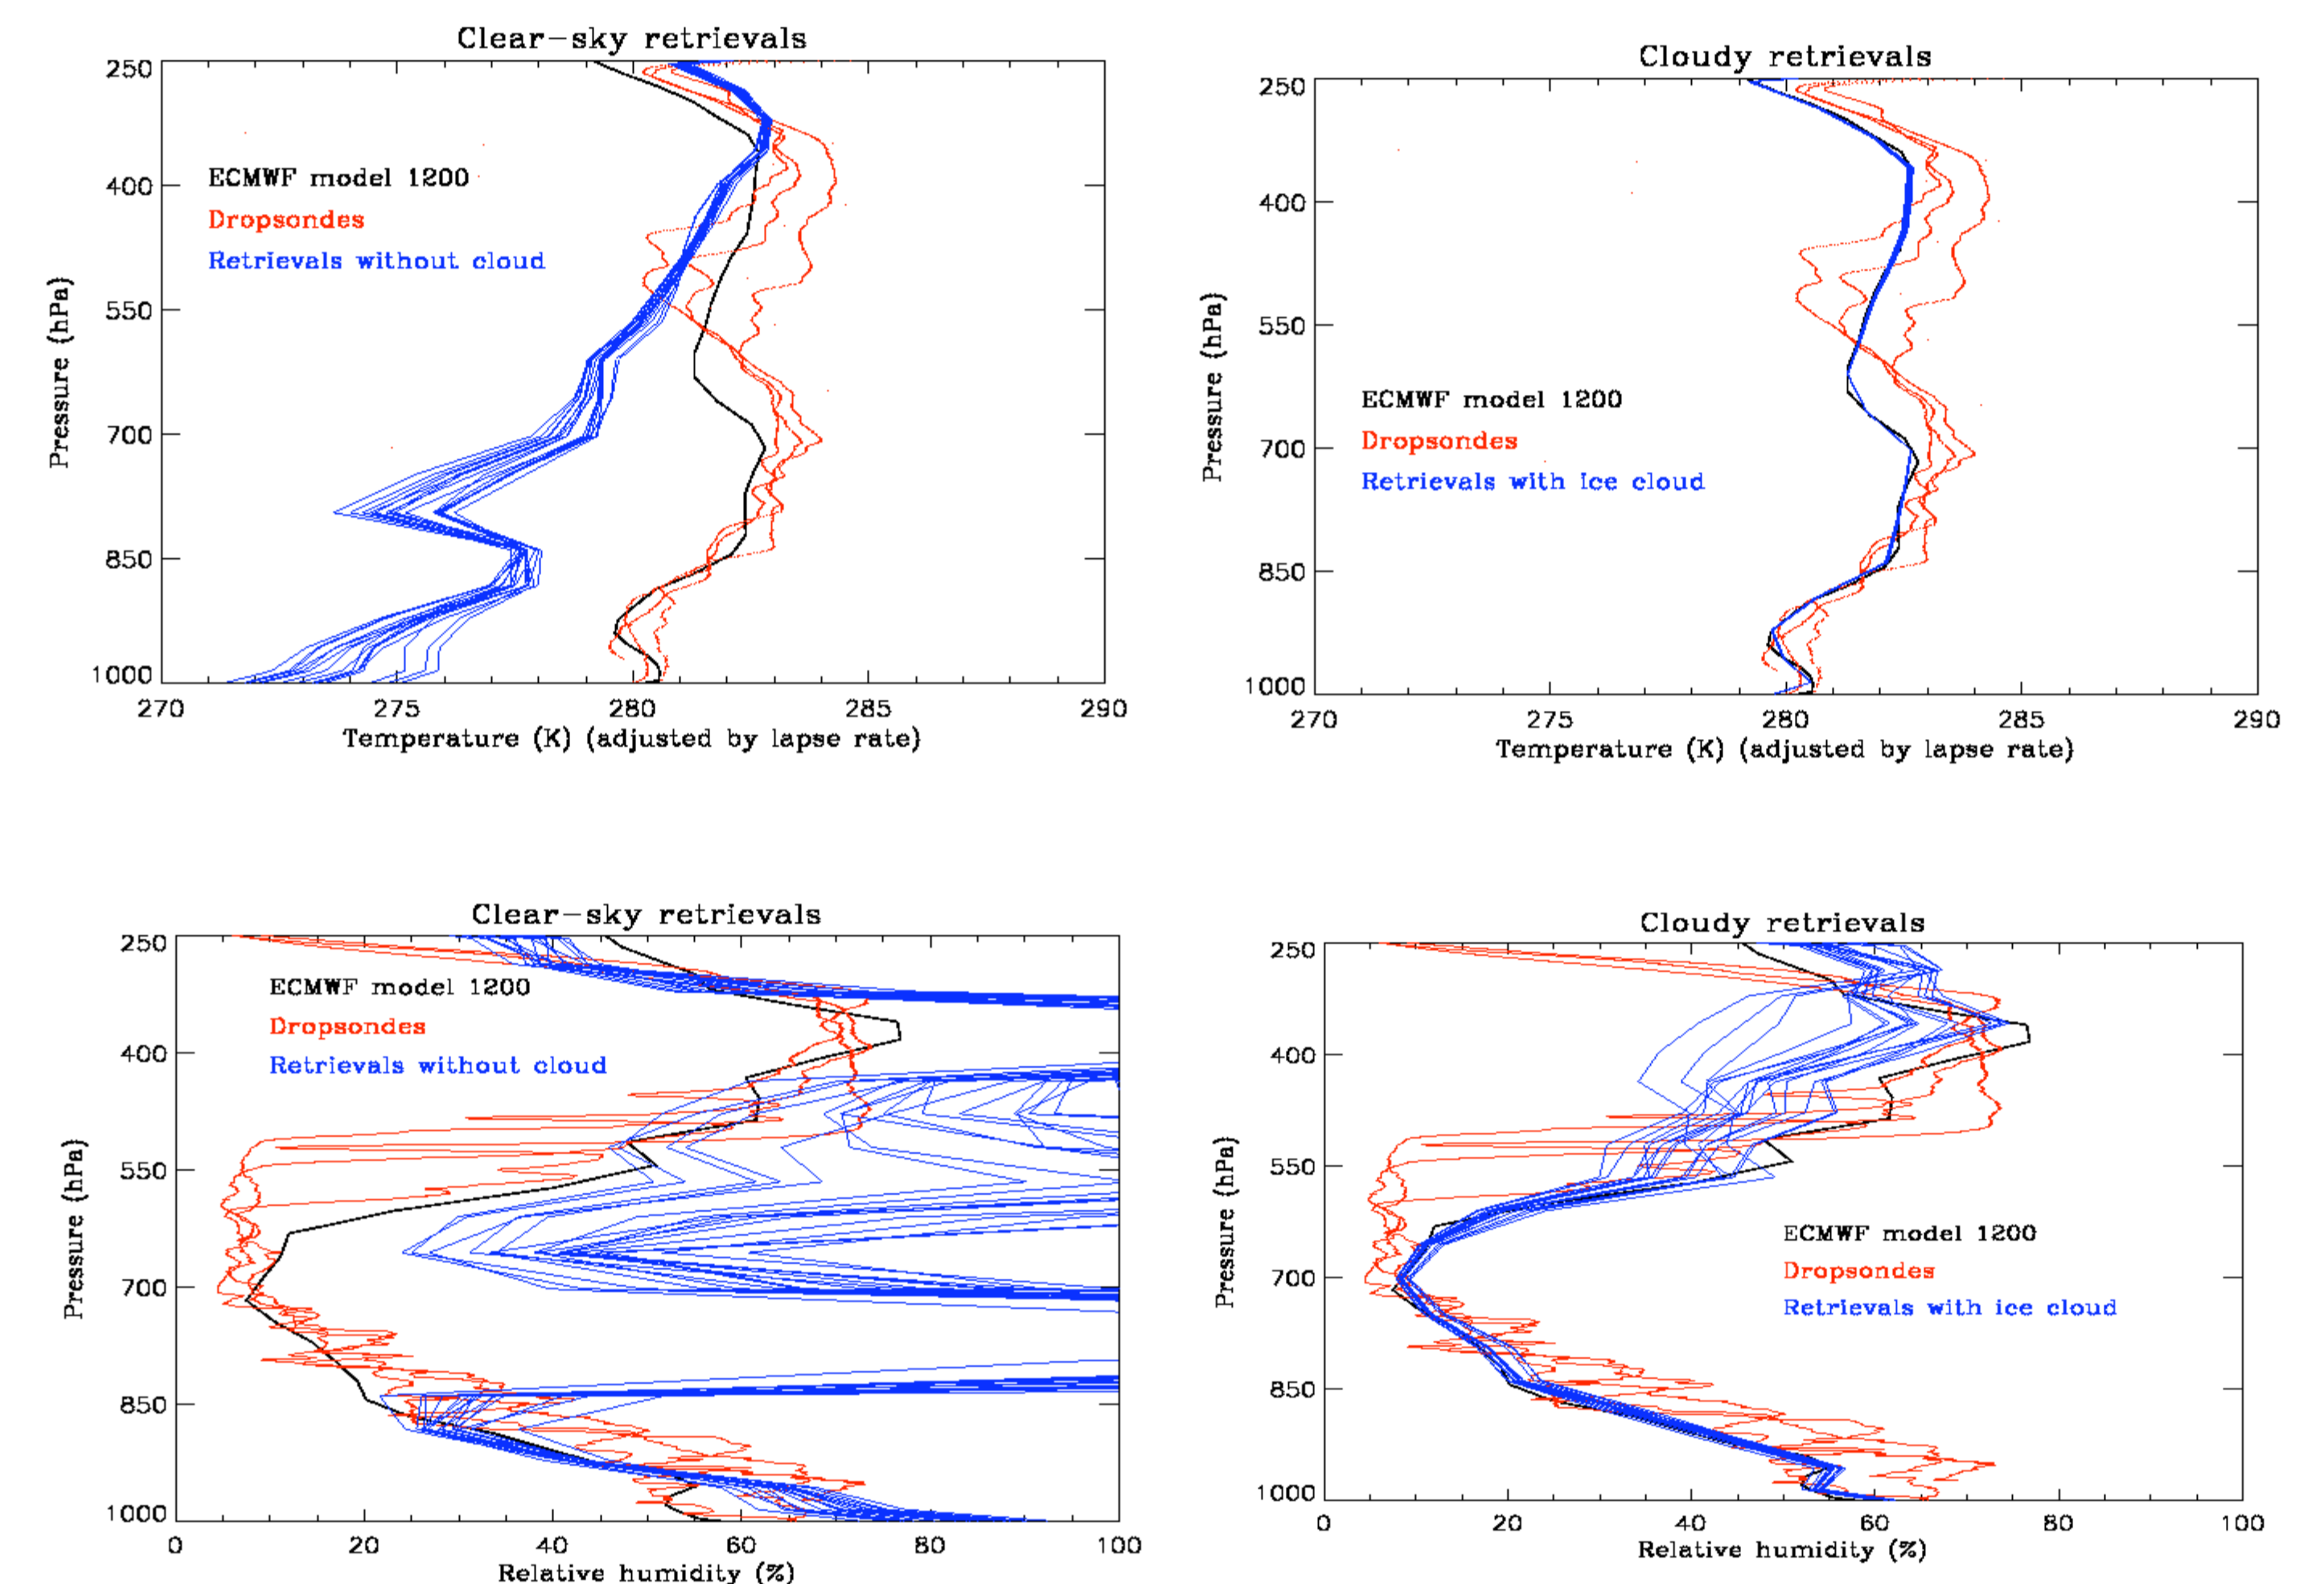 Clear-sky retrievals
250
400
550
700
850
1000
Pressure (hPa)
ECMWF model 1200
Dropsondes
Retrievals without cloud
270 275 280 285 290
Temperature (K) (adjusted by lapse rate)
Cloudy retrievals
250
400
550
700
850
1000
Pressure (hPa)
ECMWF model 1200
Dropsondes
Retrievals with ice cloud
270 275 280 285 290
Temperature (K) (adjusted by lapse rate)
Clear-sky retrievals
250
400
550
700
850
1000
Pressure (hPa)
ECMWF model 1200
Dropsondes
Retrievals without cloud
0 20 40 60 80 100
Relative humidity (%)
Cloudy retrievals
250
400
550
700
850
1000
Pressure (hPa)
ECMWF model 1200
Dropsondes
Retrievals with ice cloud
0 20 40 60 80 100
Relative humidity (%)